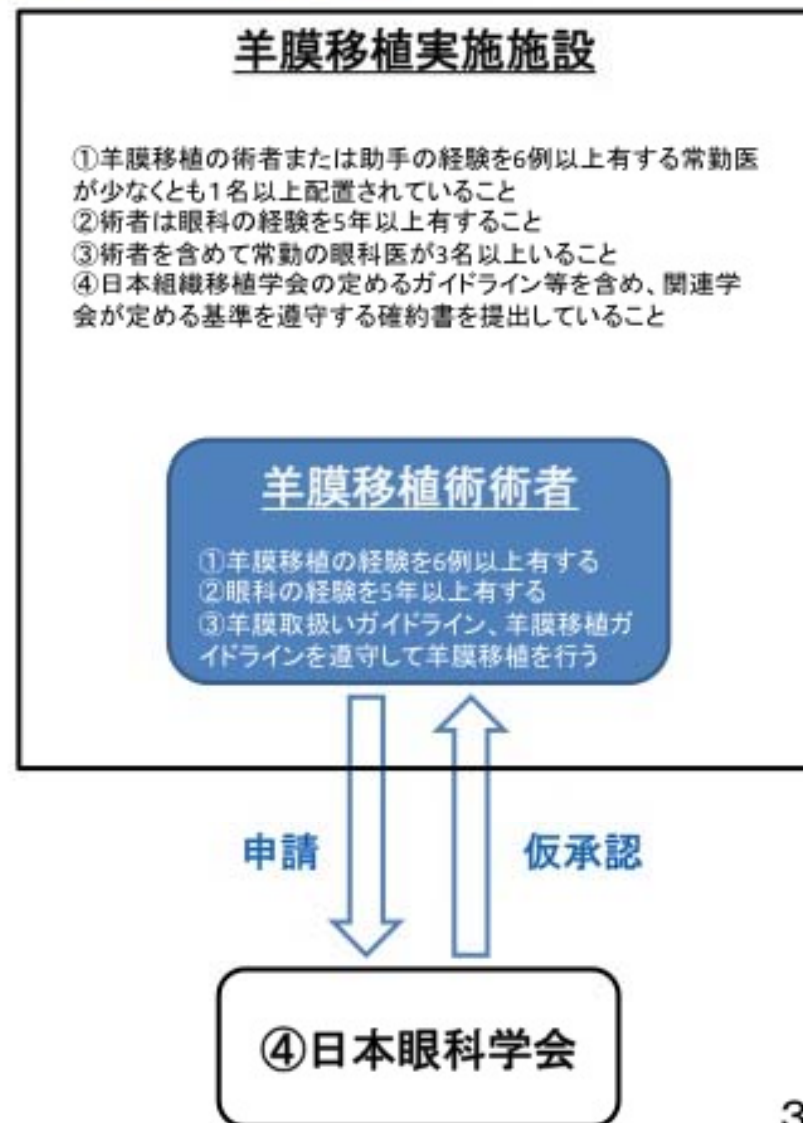 羊膜移植実施施設
①羊膜移植の術者または助手の経験を6例以上有する常勤医
が少なくとも1名以上配置されていること
②術者は眼科の経験を5年以上有すること
③術者を含めて常勤の眼科医が3名以上いること
④日本組織移植学会の定めるガイドライン等を含め、関連学
会が定める基準を遵守する確約書を提出していること
羊膜移植術術者
①羊膜移植の経験を6例以上有する
②眼科の経験を5年以上有する
③羊膜取扱いガイドライン、羊膜移植ガ
イドラインを遵守して羊膜移植を行う
申請
仮承認
④日本眼科学会
3